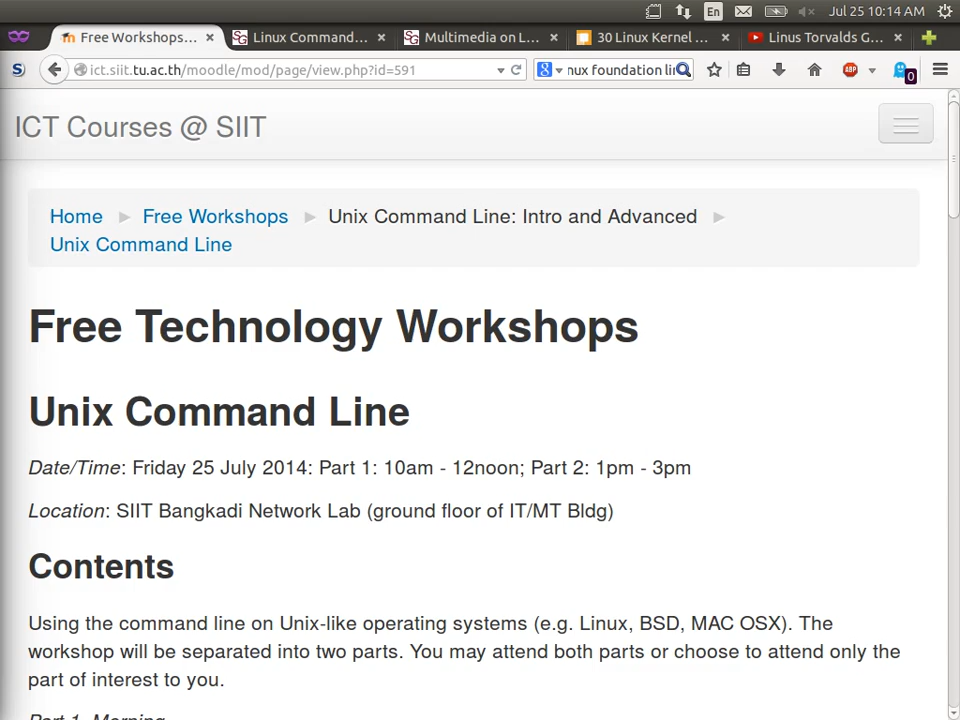 En
Jul 25 10:14 AM
Free Workshops...
Linux Command...
Multimedia on L...
30 Linux Kernel ...
Linus Torvalds G...
ict.siit.tu.ac.th/moodle/mod/page/view.php?id=591
nux foundation li
ABP
0
ICT Courses @ SIIT
Home
Free Workshops
Unix Command Line: Intro and Advanced
Unix Command Line
Free Technology Workshops
Unix Command Line
Date/Time: Friday 25 July 2014: Part 1: 10am - 12noon; Part 2: 1pm - 3pm
Location: SIIT Bangkadi Network Lab (ground floor of IT/MT Bldg)
Contents
Using the command line on Unix-like operating systems (e.g. Linux, BSD, MAC OSX). The
workshop will be separated into two parts. You may attend both parts or choose to attend only the
part of interest to you.
Part 1, Morning